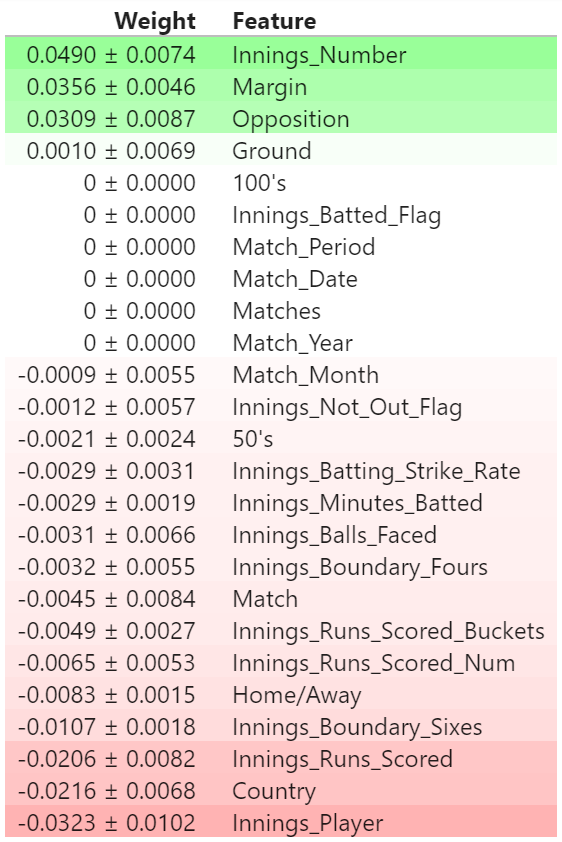 Weight Feature
0.0490 ± 0.0074 Innings_Number
0.0356 ± 0.0046 Margin
0.0309 ± 0.0087 Opposition
0.0010 ± 0.0069 Ground
0 ± 0.0000 100's
0 ± 0.0000 Innings_Batted_Flag
0 ± 0.0000 Match_Period
0 ± 0.0000 Match_Date
0 ± 0.0000 Matches
0 ± 0.0000 Match_Year
-0.0009 ± 0.0055 Match_Month
-0.0012 ± 0.0057 Innings_Not_Out_Flag
-0.0021 ± 0.0024 50's
-0.0029 ± 0.0031 Innings_Batting_Strike_Rate
-0.0029 ± 0.0019 Innings_Minutes_Batted
-0.0031 ± 0.0066 Innings_Balls_Faced
-0.0032 ± 0.0055 Innings_Boundary_Fours
-0.0045 ± 0.0084 Match
-0.0049 ± 0.0027 Innings_Runs_Scored_Buckets
-0.0065 ± 0.0053 Innings_Runs_Scored_Num
-0.0083 ± 0.0015 Home/Away
-0.0107 ± 0.0018 Innings_Boundary_Sixes
-0.0206 ± 0.0082 Innings_Runs_Scored
-0.0216 ± 0.0068 Country
-0.0323 ± 0.0102 Innings_Player